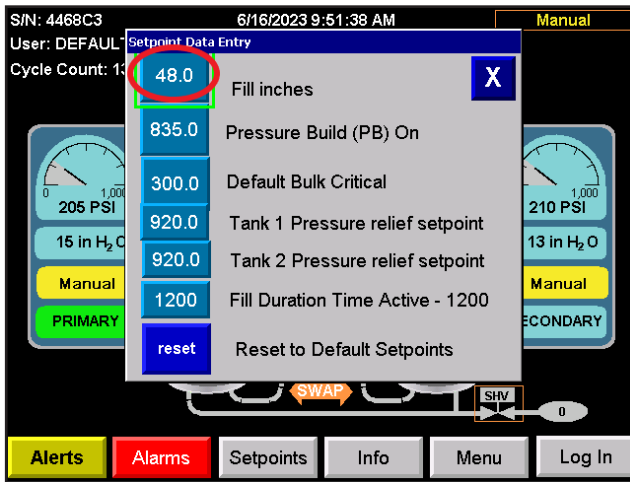 S/N: 4468C3 6/16/2023 9:51:38 AM Manual
User: DEFAUL
Setpoint Data Entry
Cycle Count: 13
48.0 Fill inches X
835.0 Pressure Build (PB) On
300.0 Default Bulk Critical
920.0 Tank 1 Pressure relief setpoint
920.0 Tank 2 Pressure relief setpoint
1200 Fill Duration Time Active - 1200
reset Reset to Default Setpoints
0 1,000
205 PSI
15 in H₂O
Manual
PRIMARY
1,000
210 PSI
13 in H₂O
Manual
ECONDARY
SWAP
SHV
0
Alerts Alarms Setpoints Info Menu Log In